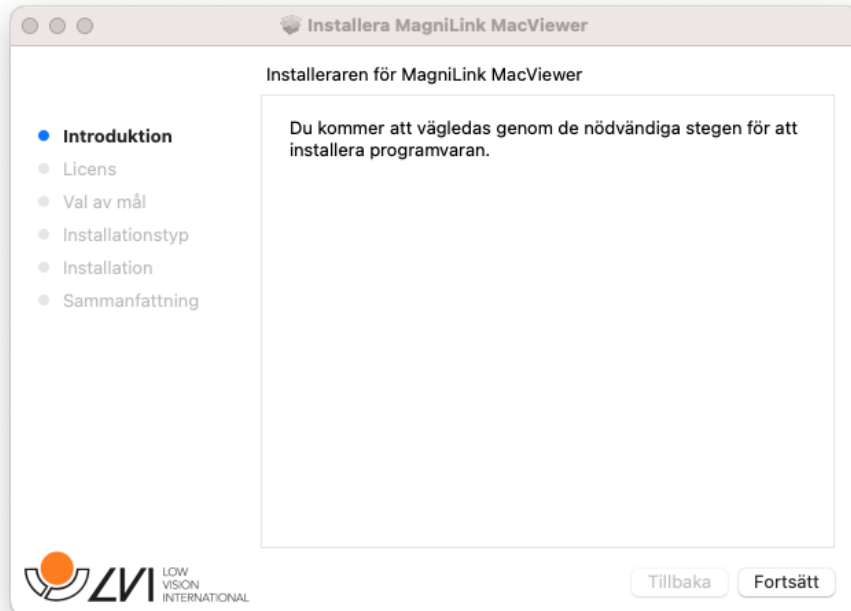 Installera MagniLink MacViewer
Installeraren för MagniLink MacViewer
Introduktion
Licens
Val av mål
Installationstyp
Installation
Sammanfattning
Du kommer att vägledas genom de nödvändiga stegen för att
installera programvaran.
LVI
LOW
VISION
INTERNATIONAL
Tillbaka
Fortsätt